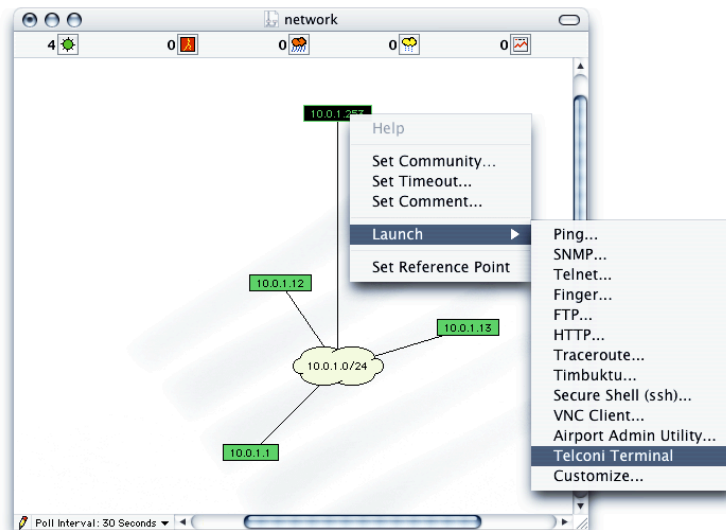 network
4 0 0 0 0
10.0.1.253
Help
Set Community...
Set Timeout...
Set Comment...
Launch
Set Reference Point
Ping...
SNMP...
Telnet...
Finger...
FTP...
HTTP...
Traceroute...
Timbuktu...
Secure Shell (ssh)...
VNC Client...
Airport Admin Utility...
Telconi Terminal
Customize...
10.0.1.12
10.0.1.13
10.0.1.0/24
10.0.1.1
Poll Interval: 30 Seconds